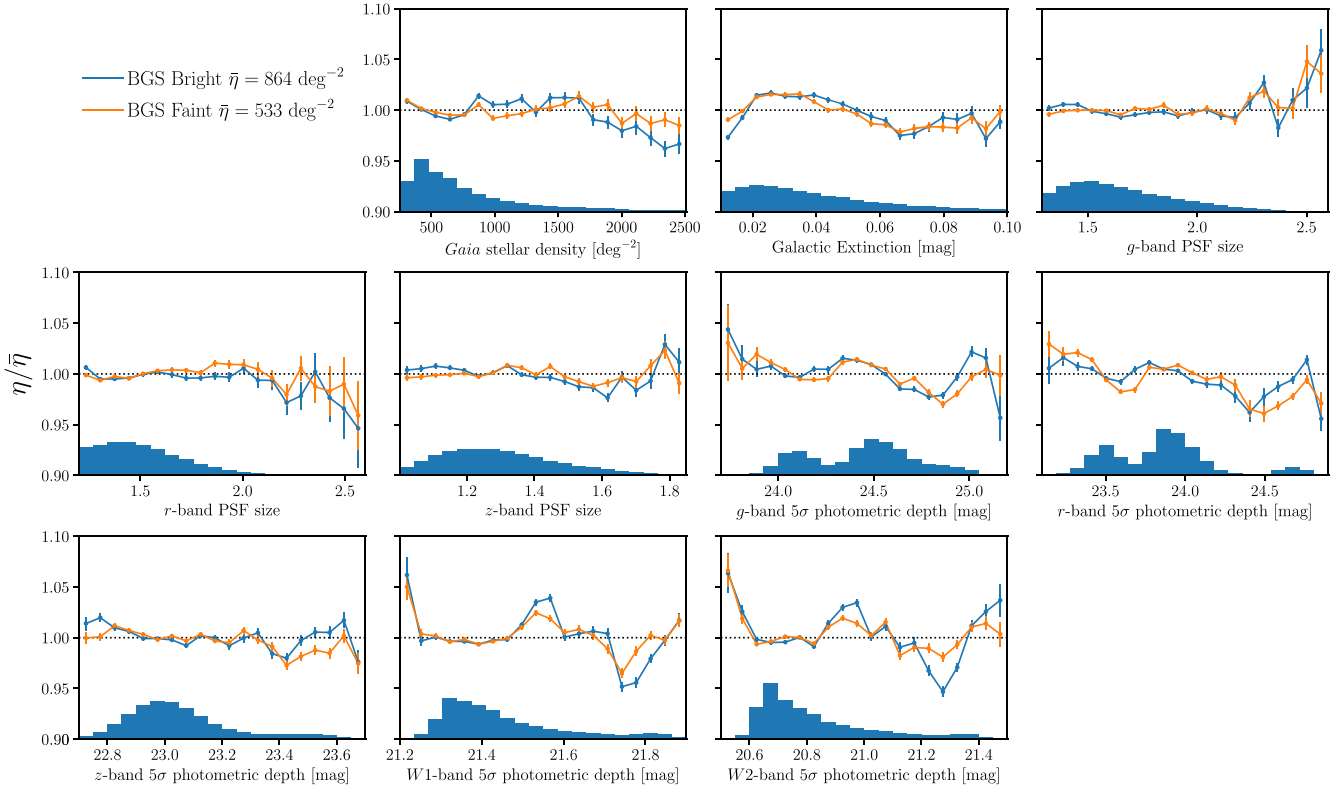 BGS Bright η̄ = 864 deg⁻²
BGS Faint η̄ = 533 deg⁻²
1.10
1.05
1.00
0.95
0.90
500 1000 1500 2000 2500
Gaia stellar density [deg⁻²]
0.02 0.04 0.06 0.08 0.10
Galactic Extinction [mag]
1.5 2.0 2.5
g-band PSF size
η/η̄
1.10
1.05
1.00
0.95
0.90
1.5 2.0 2.5
r-band PSF size
1.2 1.4 1.6 1.8
z-band PSF size
24.0 24.5 25.0
g-band 5σ photometric depth [mag]
23.5 24.0 24.5
r-band 5σ photometric depth [mag]
1.10
1.05
1.00
0.95
0.90
22.8 23.0 23.2 23.4 23.6
z-band 5σ photometric depth [mag]
21.2 21.4 21.6 21.8
W1-band 5σ photometric depth [mag]
20.6 20.8 21.0 21.2 21.4
W2-band 5σ photometric depth [mag]